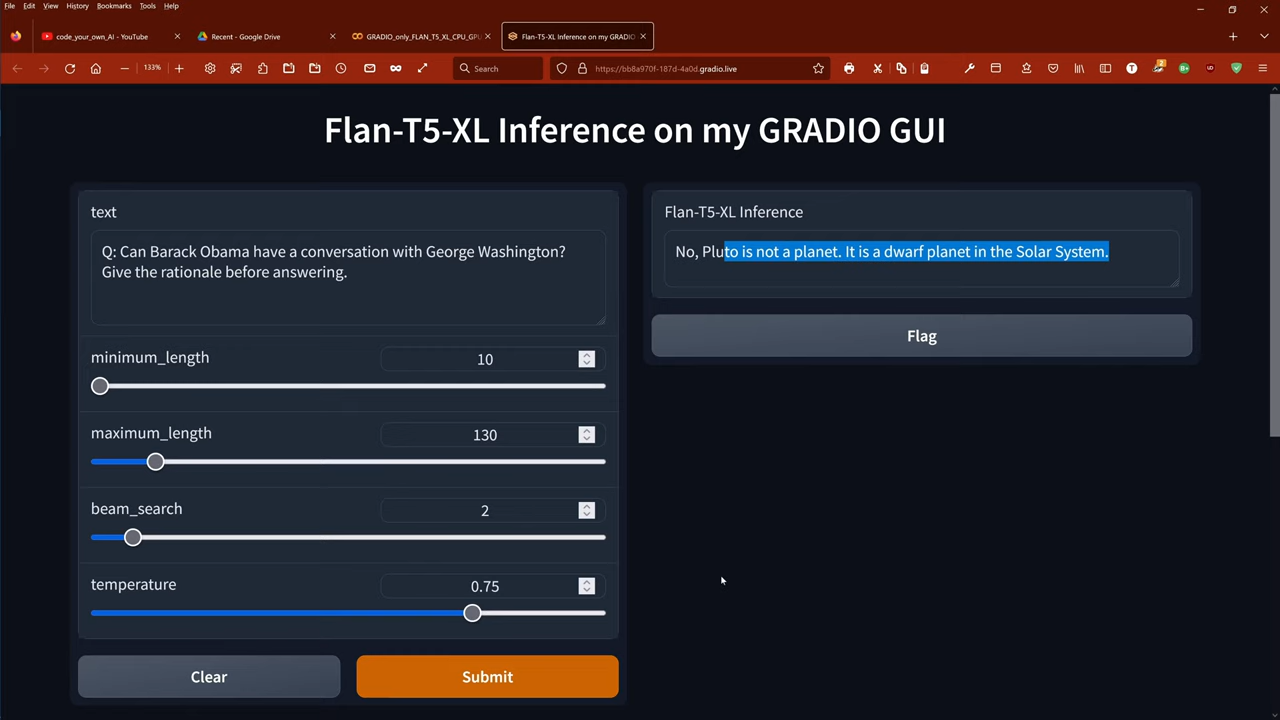 File Edit View History Bookmarks Tools Help
code_your_own_AI - YouTube
Recent - Google Drive
GRADIO_only_FLAN_T5_XL_CPU_GPU
Flan-T5-XL Inference on my GRADIO
133%
Search
https://bb8a970f-187d-4a0d.gradio.live
2
Flan-T5-XL Inference on my GRADIO GUI
text
Q: Can Barack Obama have a conversation with George Washington?
Give the rationale before answering.
minimum_length
10
maximum_length
130
beam_search
2
temperature
0.75
Clear
Submit
Flan-T5-XL Inference
No, Pluto is not a planet. It is a dwarf planet in the Solar System.
Flag